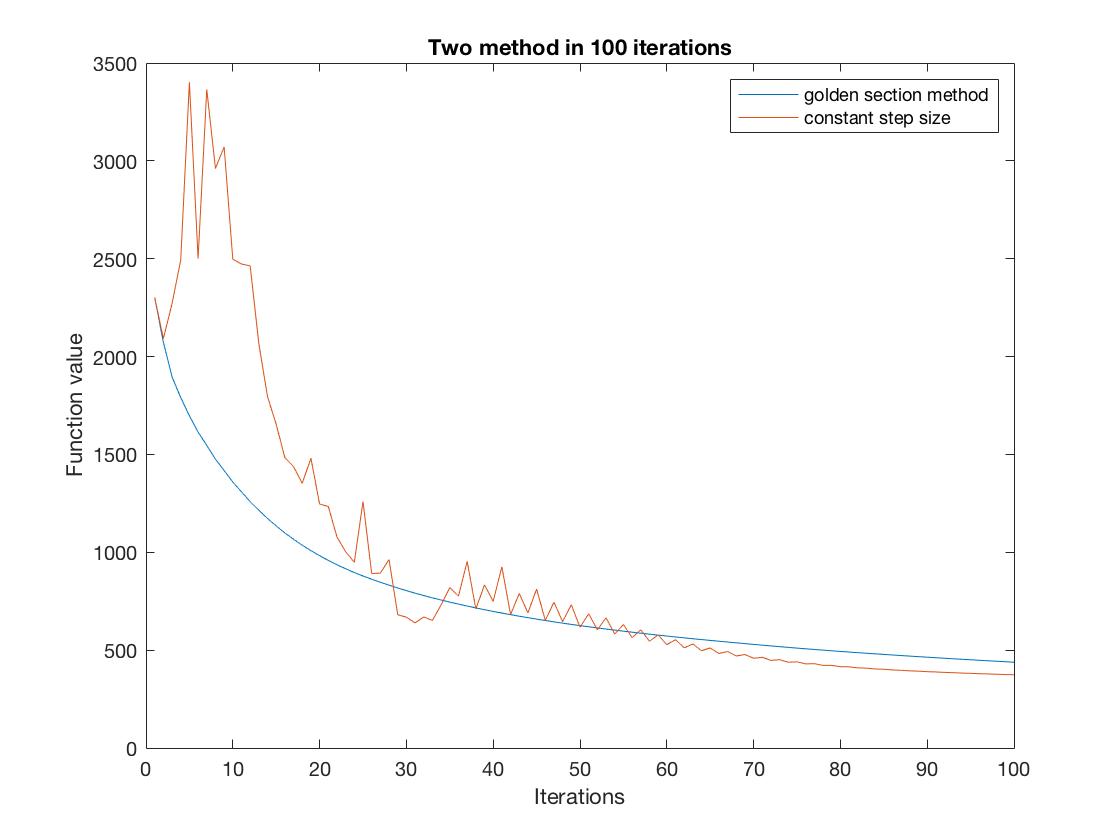 Two method in 100 iterations
golden section method
constant step size
Function value
3500
3000
2500
2000
1500
1000
500
0
0 10 20 30 40 50 60 70 80 90 100
Iterations